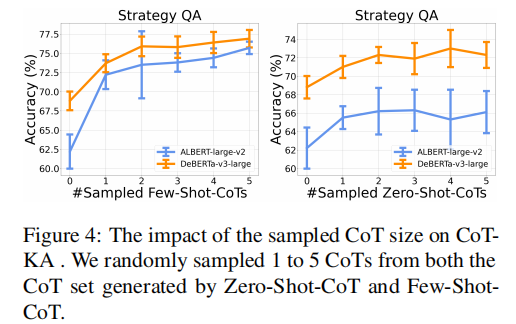 Strategy QA
Accuracy (%)
77.5
75.0
72.5
70.0
67.5
65.0
62.5
60.0
ALBERT-large-v2
DeBERTa-v3-large
0 1 2 3 4 5
#Sampled Few-Shot-CoTs
Strategy QA
Accuracy (%)
74
72
70
68
66
64
62
60
ALBERT-large-v2
DeBERTa-v3-large
0 1 2 3 4 5
#Sampled Zero-Shot-CoTs
Figure 4: The impact of the sampled CoT size on CoT-
KA . We randomly sampled 1 to 5 CoTs from both the
CoT set generated by Zero-Shot-CoT and Few-Shot-
CoT.